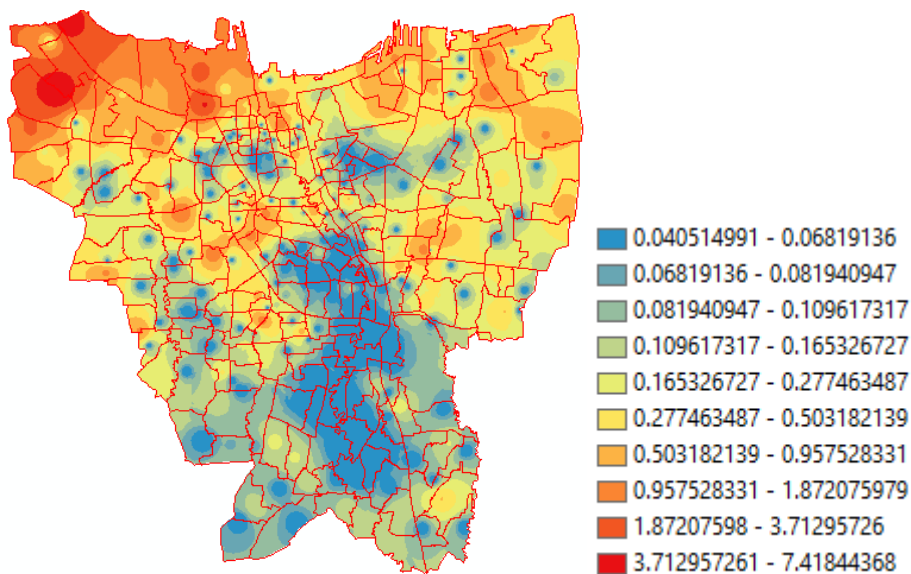 0.040514991 - 0.06819136
0.06819136 - 0.081940947
0.081940947 - 0.109617317
0.109617317 - 0.165326727
0.165326727 - 0.277463487
0.277463487 - 0.503182139
0.503182139 - 0.957528331
0.957528331 - 1.872075979
1.87207598 - 3.71295726
3.712957261 - 7.41844368